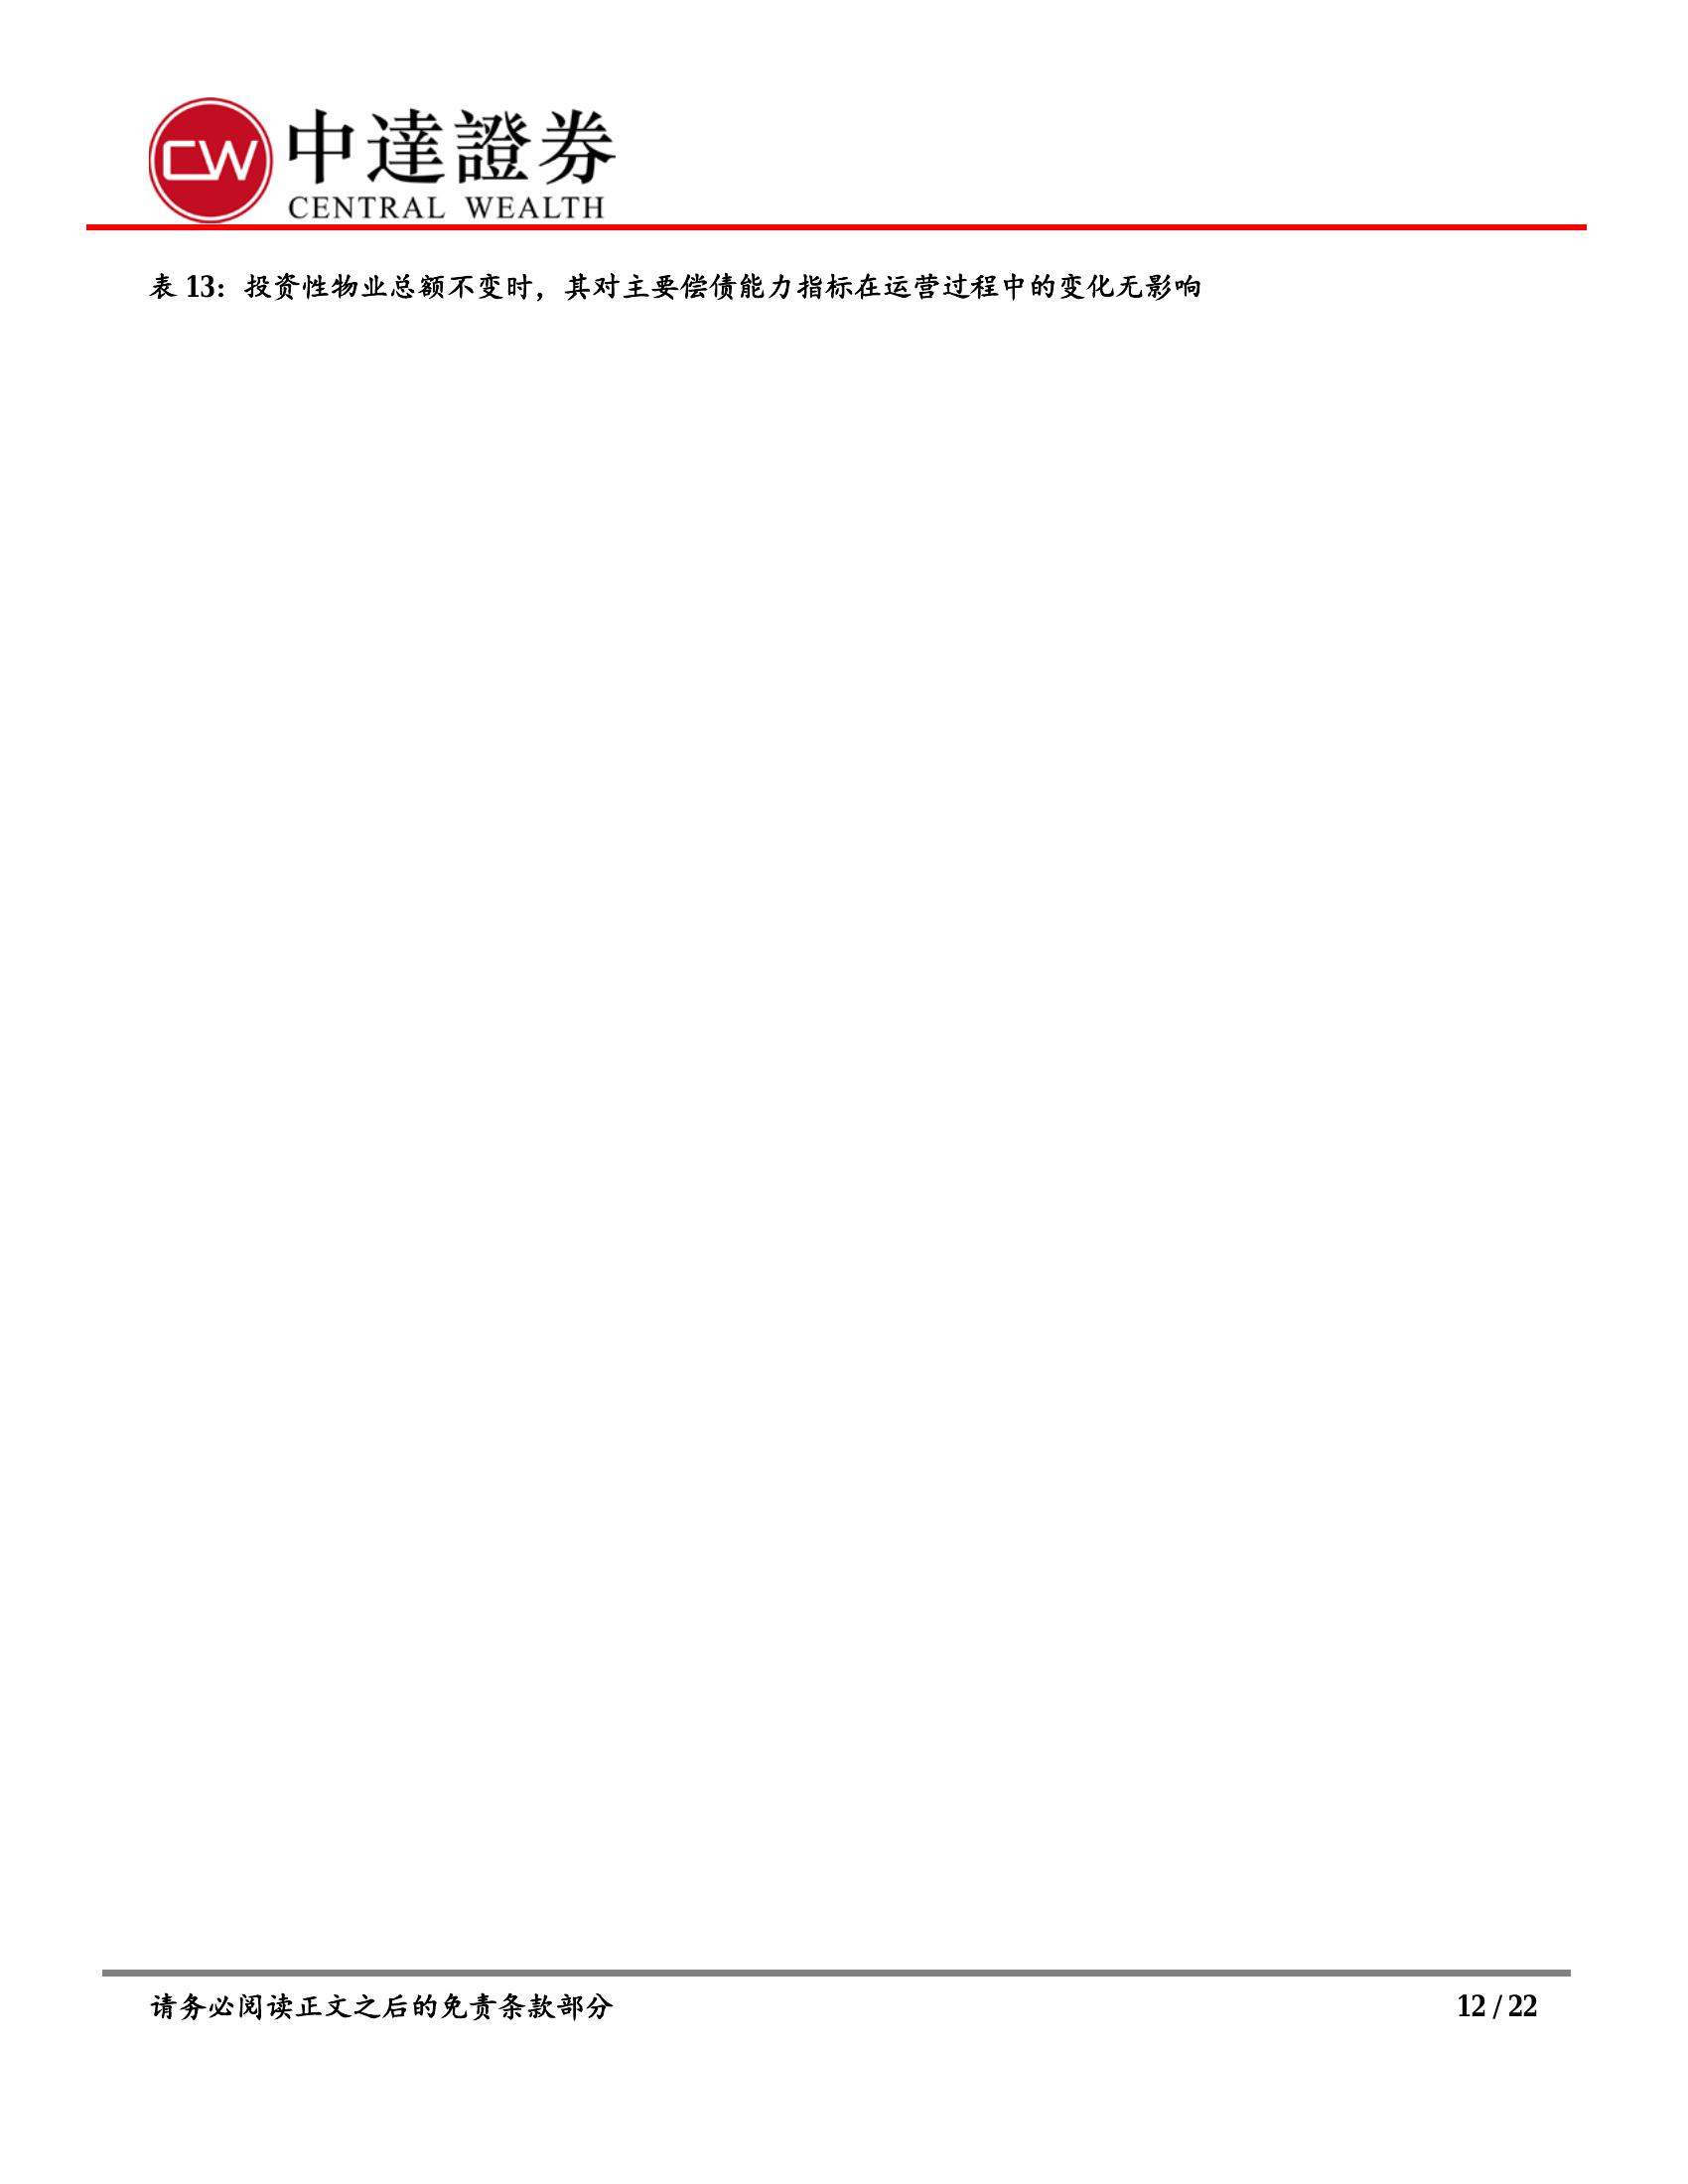 CW
中達證券
CENTRAL WEALTH
表 13：投资性物业总额不变时，其对主要偿债能力指标在运营过程中的变化无影响
请务必阅读正文之后的免责条款部分
12 / 22